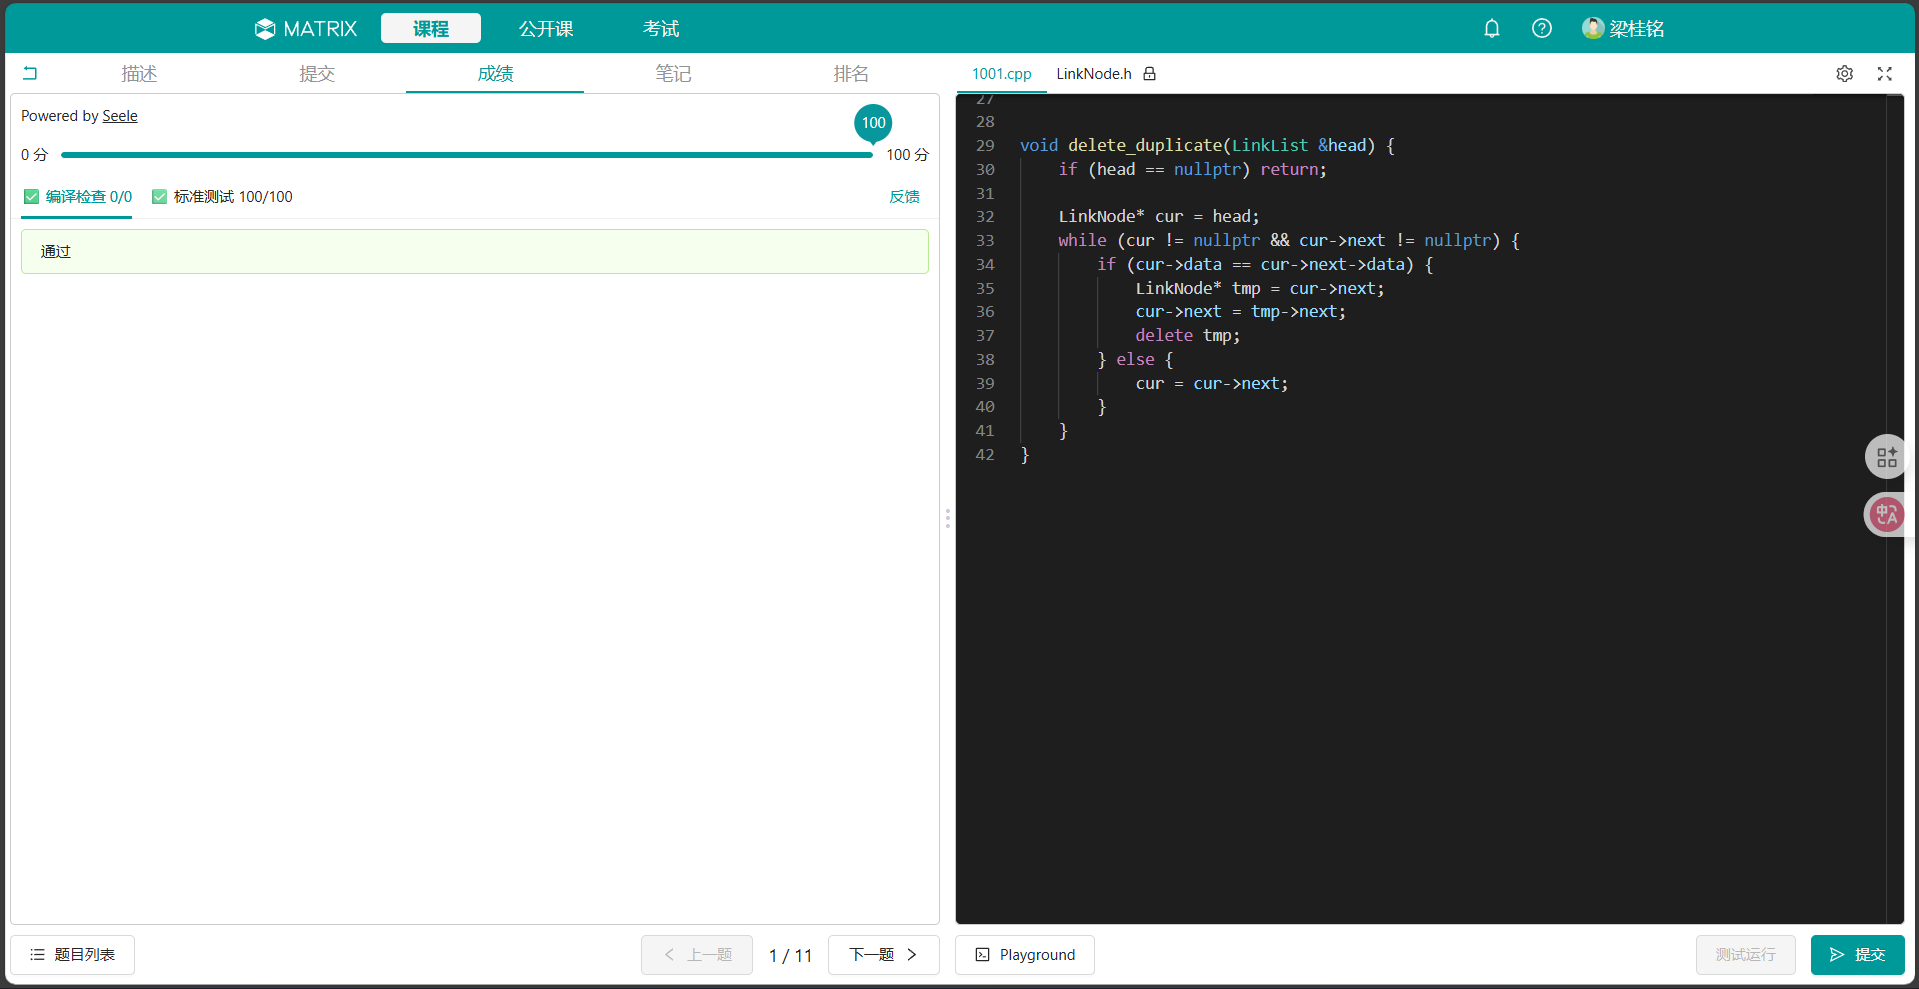 MATRIX 课程 公开课 考试 梁桂铭
描述 提交 成绩 笔记 排名
Powered by Seele
100
0 分 100 分
编译检查 0/0 标准测试 100/100 反馈
通过
题目列表 上一题 1 / 11 下一题
1001.cpp LinkNode.h
27
28
29 void delete_duplicate(LinkList &head) {
30 if (head == nullptr) return;
31
32 LinkNode* cur = head;
33 while (cur != nullptr && cur->next != nullptr) {
34 if (cur->data == cur->next->data) {
35 LinkNode* tmp = cur->next;
36 cur->next = tmp->next;
37 delete tmp;
38 } else {
39 cur = cur->next;
40 }
41 }
42 }
中A
Playground 测试运行 提交